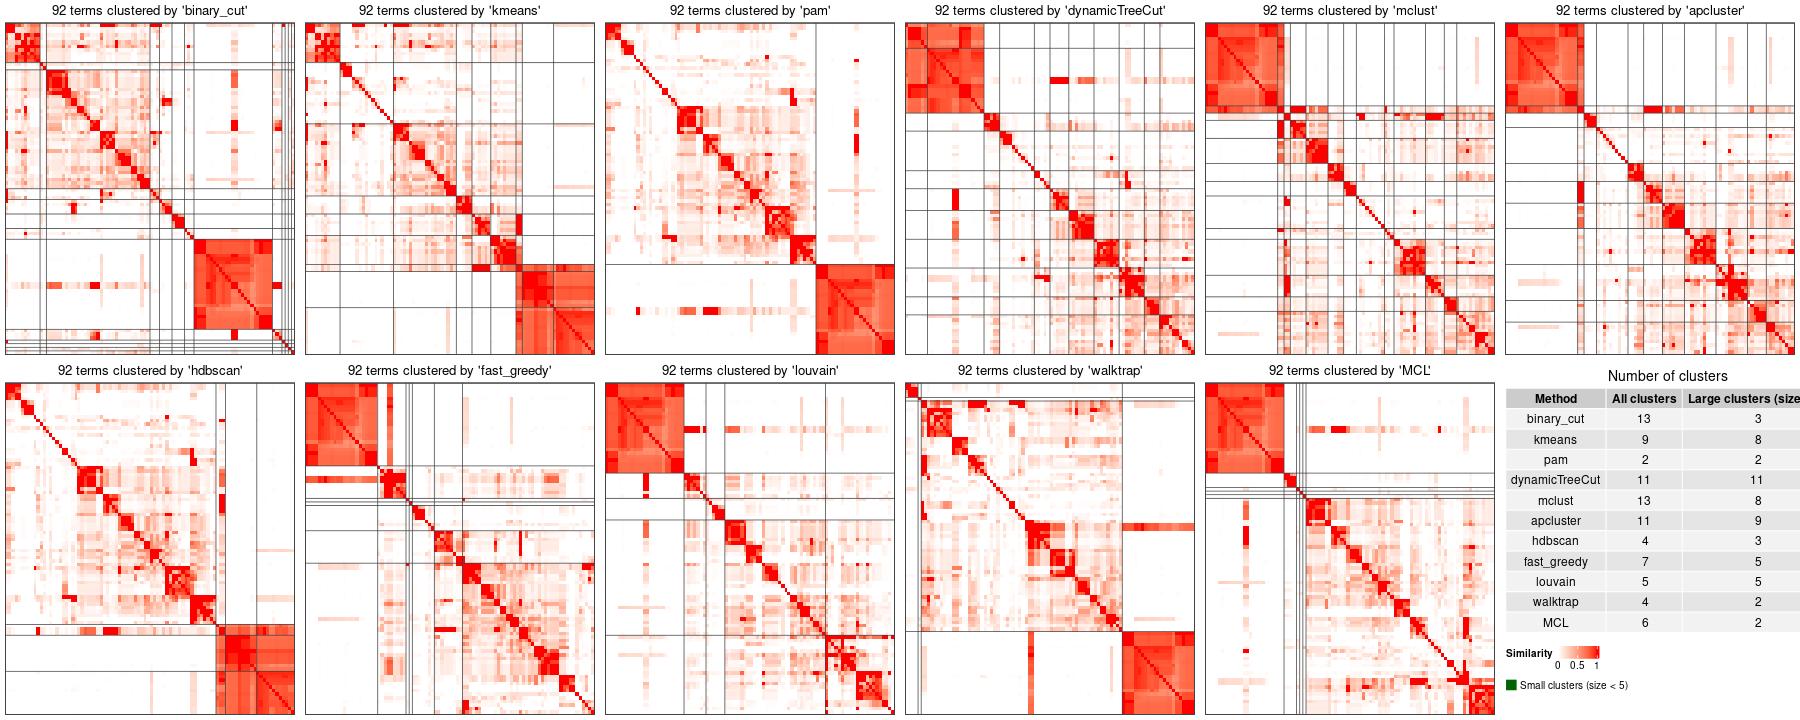 92 terms clustered by 'binary_cut'
92 terms clustered by 'kmeans'
92 terms clustered by 'pam'
92 terms clustered by 'dynamicTreeCut'
92 terms clustered by 'mclust'
92 terms clustered by 'apcluster'
92 terms clustered by 'hdbscan'
92 terms clustered by 'fast_greedy'
92 terms clustered by 'louvain'
92 terms clustered by 'walktrap'
92 terms clustered by 'MCL'
Number of clusters
Method All clusters Large clusters (size
binary_cut 13 3
kmeans 9 8
pam 2 2
dynamicTreeCut 11 11
mclust 13 8
apcluster 11 9
hdbscan 4 3
fast_greedy 7 5
louvain 5 5
walktrap 4 2
MCL 6 2
Similarity
0 0.5 1
Small clusters (size < 5)